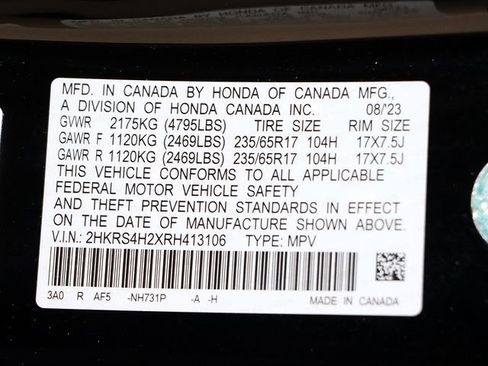 MFD. IN CANADA BY HONDA OF CANADA MFG.,
A DIVISION OF HONDA CANADA INC. 08/'23
GVWR 2175KG (4795LBS) TIRE SIZE RIM SIZE
GAWR F 1120KG (2469LBS) 235/65R17 104H 17X7.5J
GAWR R 1120KG (2469LBS) 235/65R17 104H 17X7.5J
THIS VEHICLE CONFORMS TO ALL APPLICABLE
FEDERAL MOTOR VEHICLE SAFETY
AND THEFT PREVENTION STANDARDS IN EFFECT
ON THE DATE OF MANUFACTURE SHOWN ABOVE.
V.I.N.: 2HKRS4H2XRH413106 TYPE: MPV
3A0 R AF5 -NH731P -A -H MADE IN CANADA